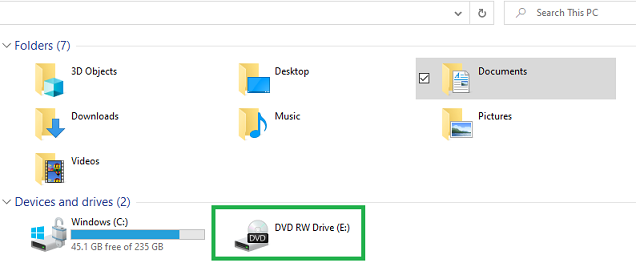 Search This PC
Folders (7)
3D Objects
Desktop
Documents
Downloads
Music
Pictures
Videos
Devices and drives (2)
Windows (C:)
45.1 GB free of 235 GB
DVD RW Drive (E:)
DVD